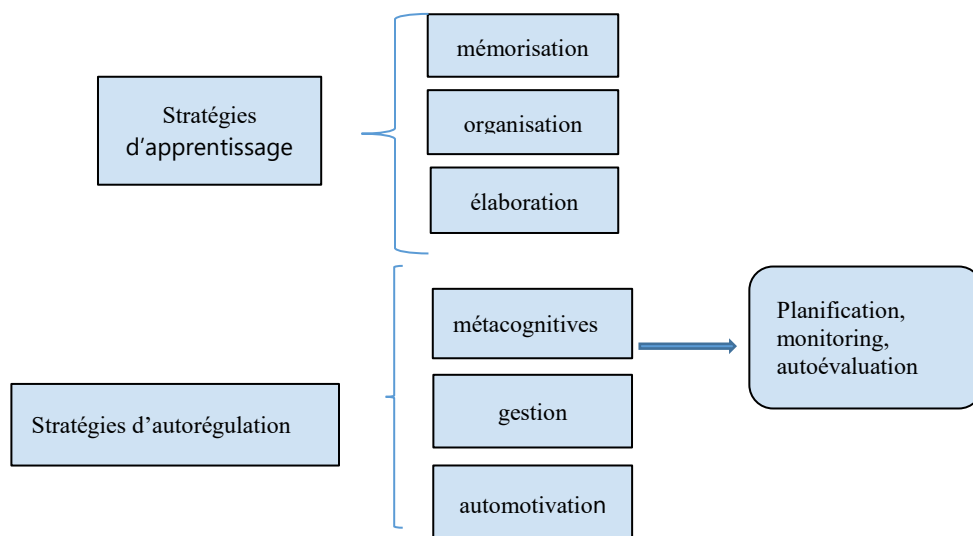 mémorisation
Stratégies
d'apprentissage
organisation
élaboration
métacognitives
Planification,
monitoring,
autoévaluation
gestion
Stratégies d'autorégulation
automotivation